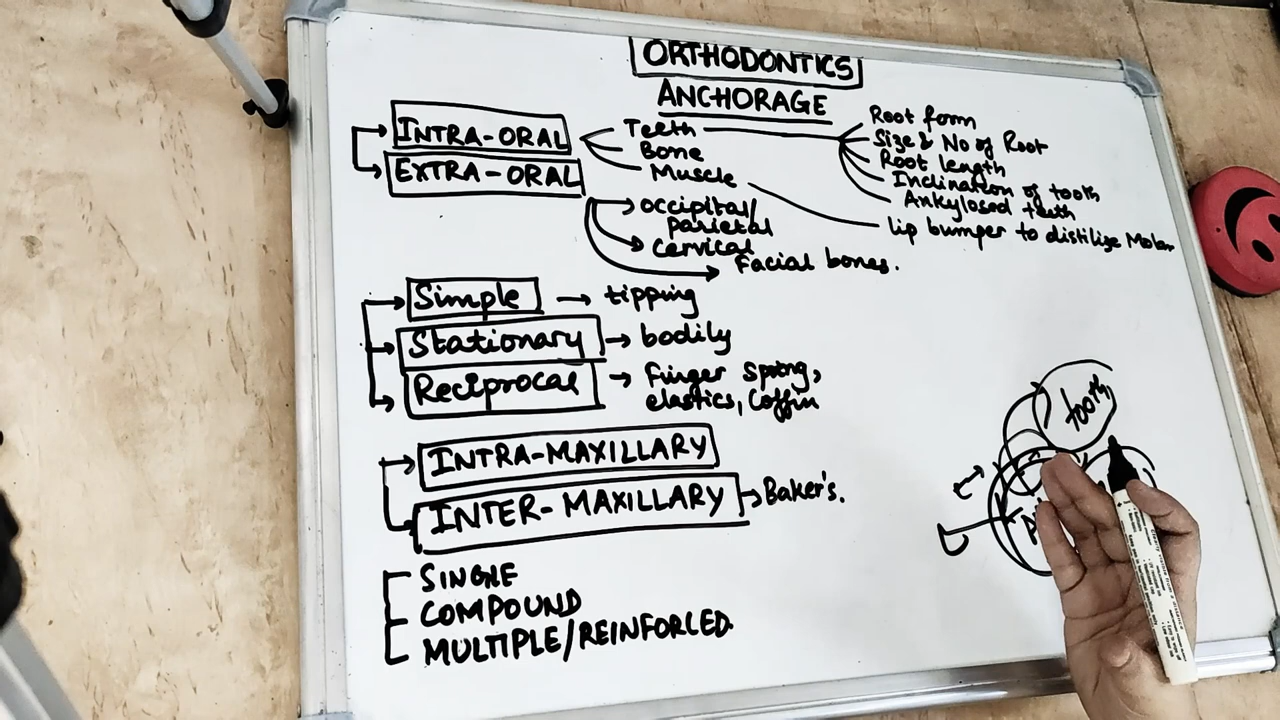 ORTHODONTICS
ANCHORAGE
INTRA-ORAL
EXTRA-ORAL
Teeth
Bone
Muscle
Root form
Size & No of Root
Root length
Inclination of tooth
Ankylosed teeth
lip bumper to distilize Molar
occipital/
parietal
cervical
facial bones.
Simple → tipping
Stationary → bodily
Reciprocal → finger spring,
elastics, Coffin
INTRA-MAXILLARY
INTER-MAXILLARY → Baker's.
SINGLE
COMPOUND
MULTIPLE/REINFORCED.
tooth